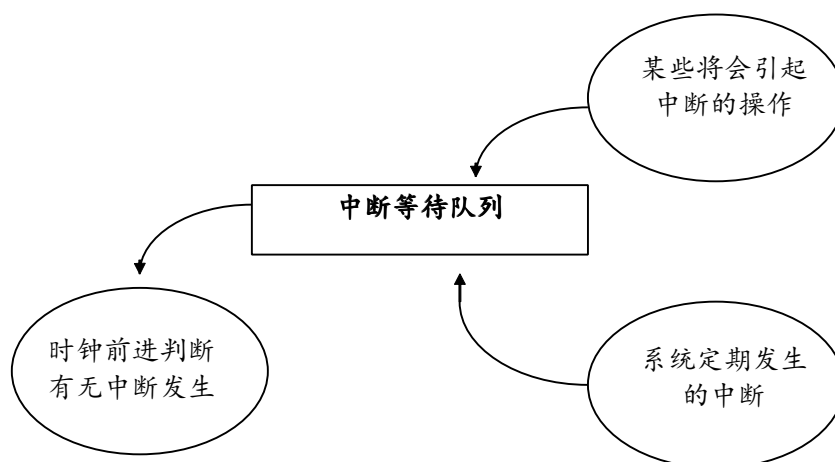 某些将会引起
中断的操作
中断等待队列
时钟前进判断
有无中断发生
系统定期发生
的中断